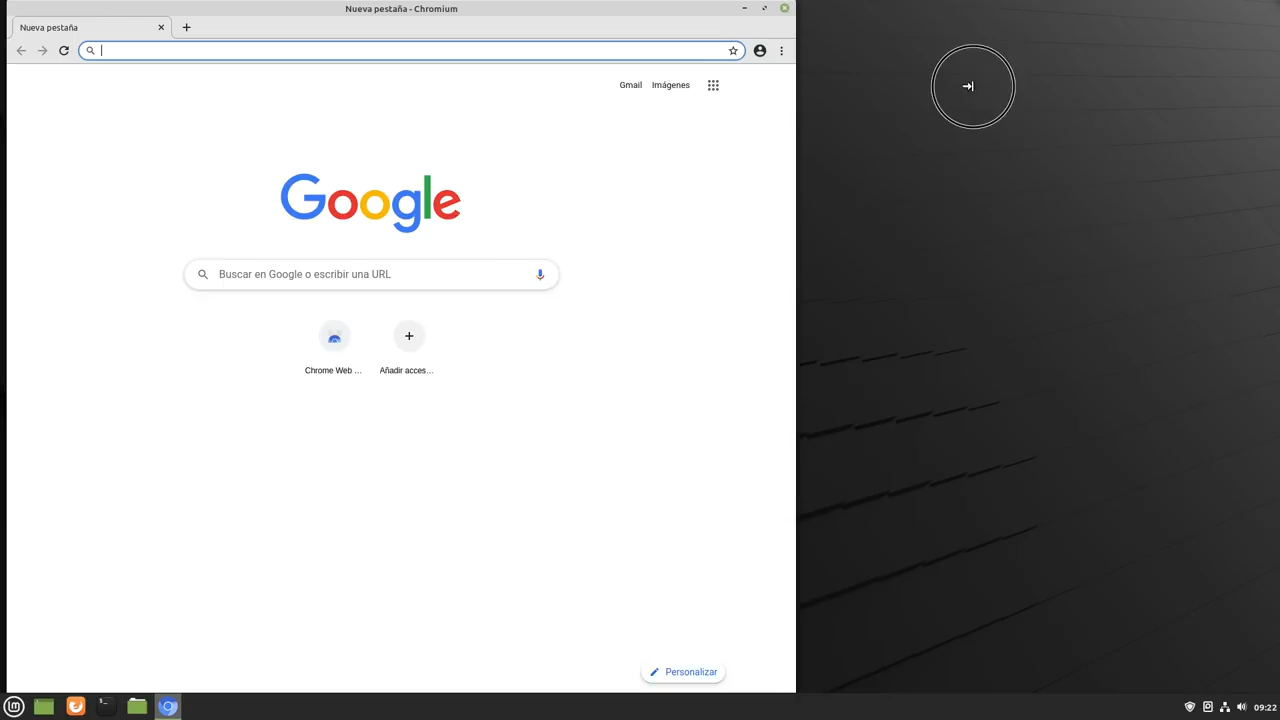 Nueva pestaña - Chromium
Nueva pestaña
Gmail Imágenes
Google
Buscar en Google o escribir una URL
Chrome Web ... Añadir acces...
Personalizar
09:22